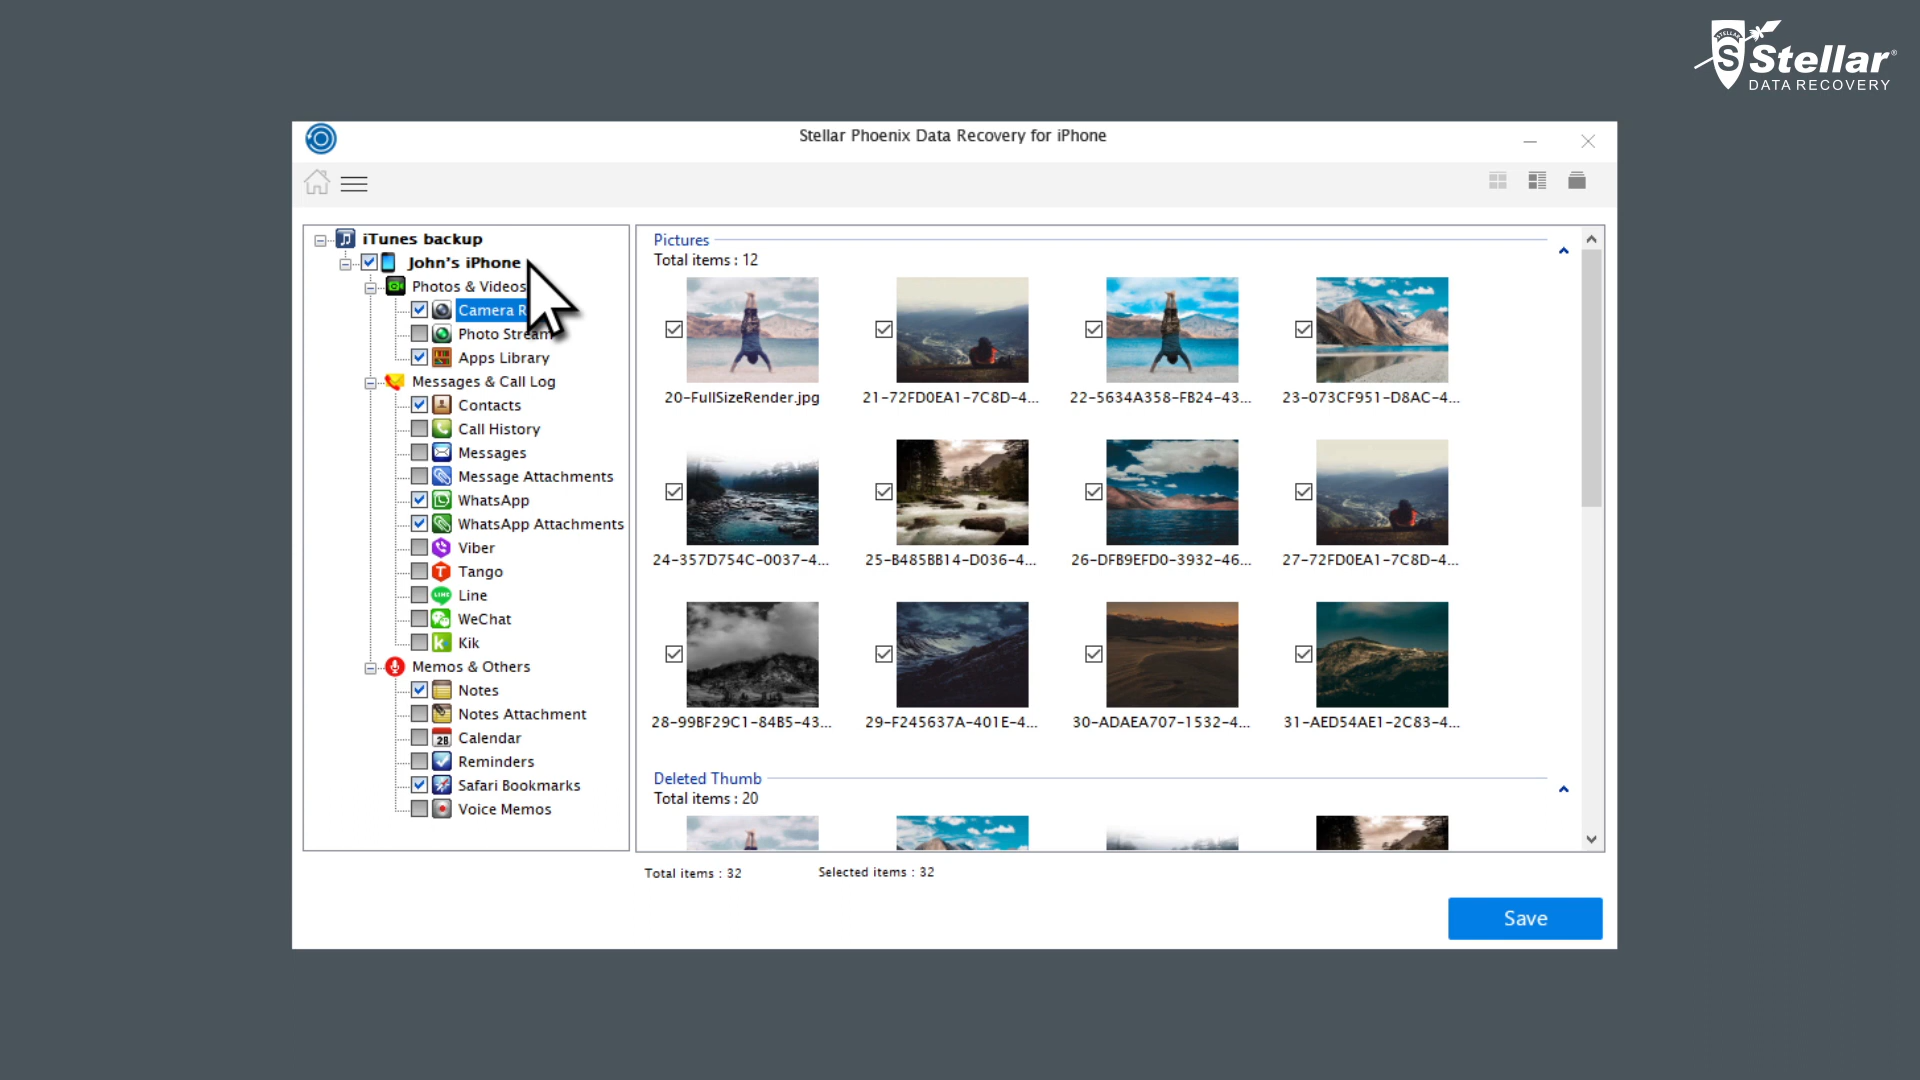 Stellar
DATA RECOVERY
Stellar Phoenix Data Recovery for iPhone
iTunes backup
John's iPhone
Photos & Videos
Camera R
Photo Stream
Apps Library
Messages & Call Log
Contacts
Call History
Messages
Message Attachments
WhatsApp
WhatsApp Attachments
Viber
Tango
Line
WeChat
Kik
Memos & Others
Notes
Notes Attachment
Calendar
Reminders
Safari Bookmarks
Voice Memos
Pictures
Total items : 12
20-FullSizeRender.jpg
21-72FD0EA1-7C8D-4...
22-5634A358-FB24-43...
23-073CF951-D8AC-4...
24-357D754C-0037-4...
25-B485BB14-D036-4...
26-DFB9EFD0-3932-46...
27-72FD0EA1-7C8D-4...
28-99BF29C1-84B5-43...
29-F245637A-401E-4...
30-ADAEA707-1532-4...
31-AED54AE1-2C83-4...
Deleted Thumb
Total items : 20
Total items : 32
Selected items : 32
Save